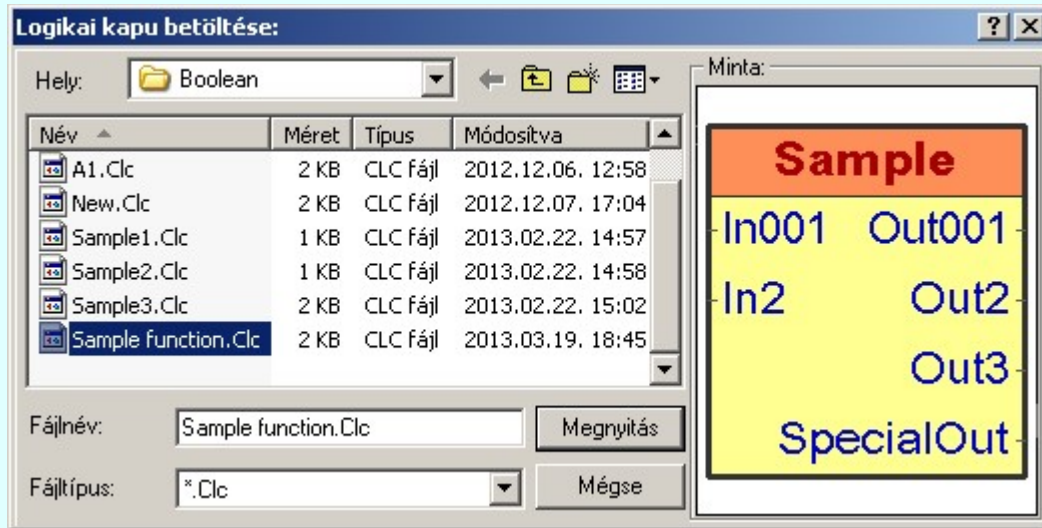 Logikai kapu betöltése:
Hely: Boolean
Név Méret Típus Módosítva
A1.Clc 2 KB CLC fájl 2012.12.06. 12:58
New.Clc 2 KB CLC fájl 2012.12.07. 17:04
Sample1.Clc 1 KB CLC fájl 2013.02.22. 14:57
Sample2.Clc 1 KB CLC fájl 2013.02.22. 14:58
Sample3.Clc 2 KB CLC fájl 2013.02.22. 15:02
Sample function.Clc 2 KB CLC fájl 2013.03.19. 18:45
Fájlnév: Sample function.Clc Megnyitás
Fájltípus: *.Clc Mégse
Minta:
Sample
In001 Out001
In2 Out2
Out3
SpecialOut